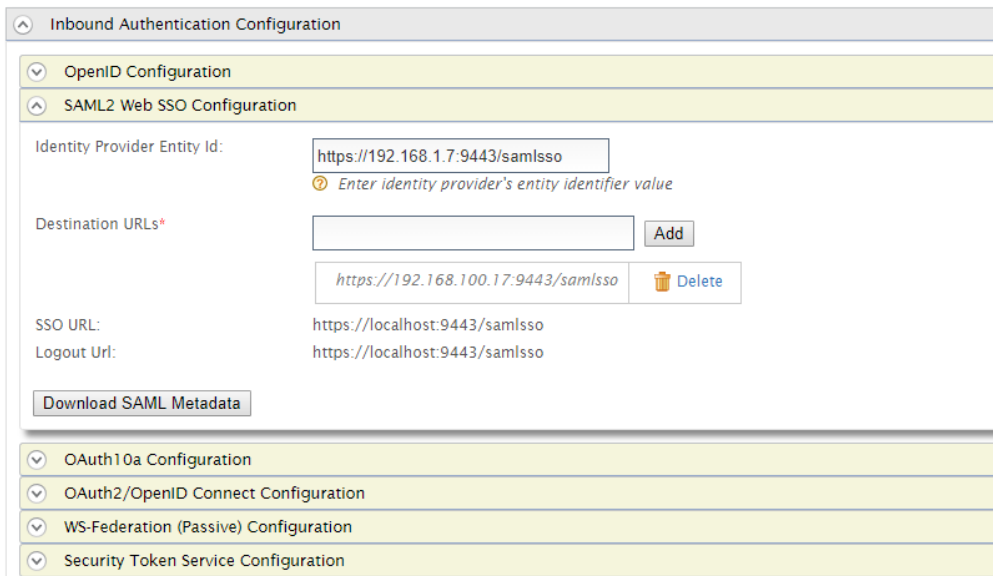 Inbound Authentication Configuration
OpenID Configuration
SAML2 Web SSO Configuration
Identity Provider Entity Id:
https://192.168.1.7:9443/samlsso
? Enter identity provider's entity identifier value
Destination URLs*
Add
https://192.168.100.17:9443/samlsso Delete
SSO URL: https://localhost:9443/samlsso
Logout Url: https://localhost:9443/samlsso
Download SAML Metadata
OAuth10a Configuration
OAuth2/OpenID Connect Configuration
WS-Federation (Passive) Configuration
Security Token Service Configuration